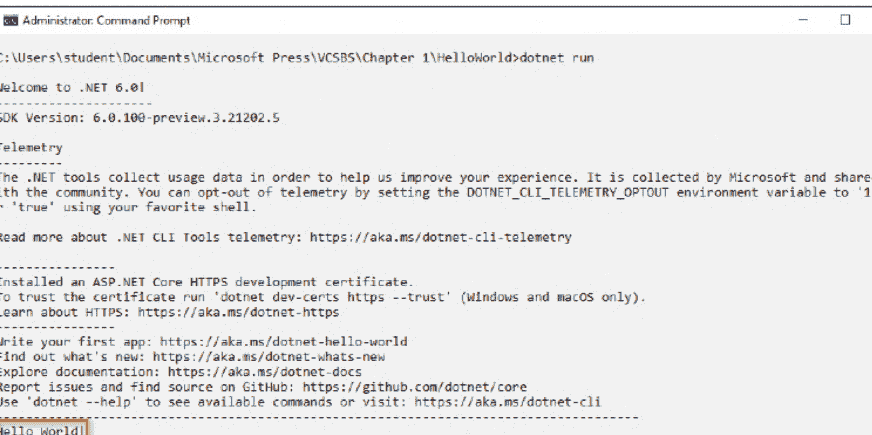 Administrator: Command Prompt
C:\Users\student\Documents\Microsoft Press\VCSBS\Chapter 1\HelloWorld>dotnet run
Welcome to .NET 6.0!
---------------------
SDK Version: 6.0.100-preview.3.21202.5
Telemetry
---------
The .NET tools collect usage data in order to help us improve your experience. It is collected by Microsoft and share
ith the community. You can opt-out of telemetry by setting the DOTNET_CLI_TELEMETRY_OPTOUT environment variable to '1
r 'true' using your favorite shell.
Read more about .NET CLI Tools telemetry: https://aka.ms/dotnet-cli-telemetry
----------------
Installed an ASP.NET Core HTTPS development certificate.
To trust the certificate run 'dotnet dev-certs https --trust' (Windows and macOS only).
Learn about HTTPS: https://aka.ms/dotnet-https
----------------
Write your first app: https://aka.ms/dotnet-hello-world
Find out what's new: https://aka.ms/dotnet-whats-new
Explore documentation: https://aka.ms/dotnet-docs
Report issues and find source on GitHub: https://github.com/dotnet/core
Use 'dotnet --help' to see available commands or visit: https://aka.ms/dotnet-cli
--------------------------------------------------------------------------------------
Hello World!